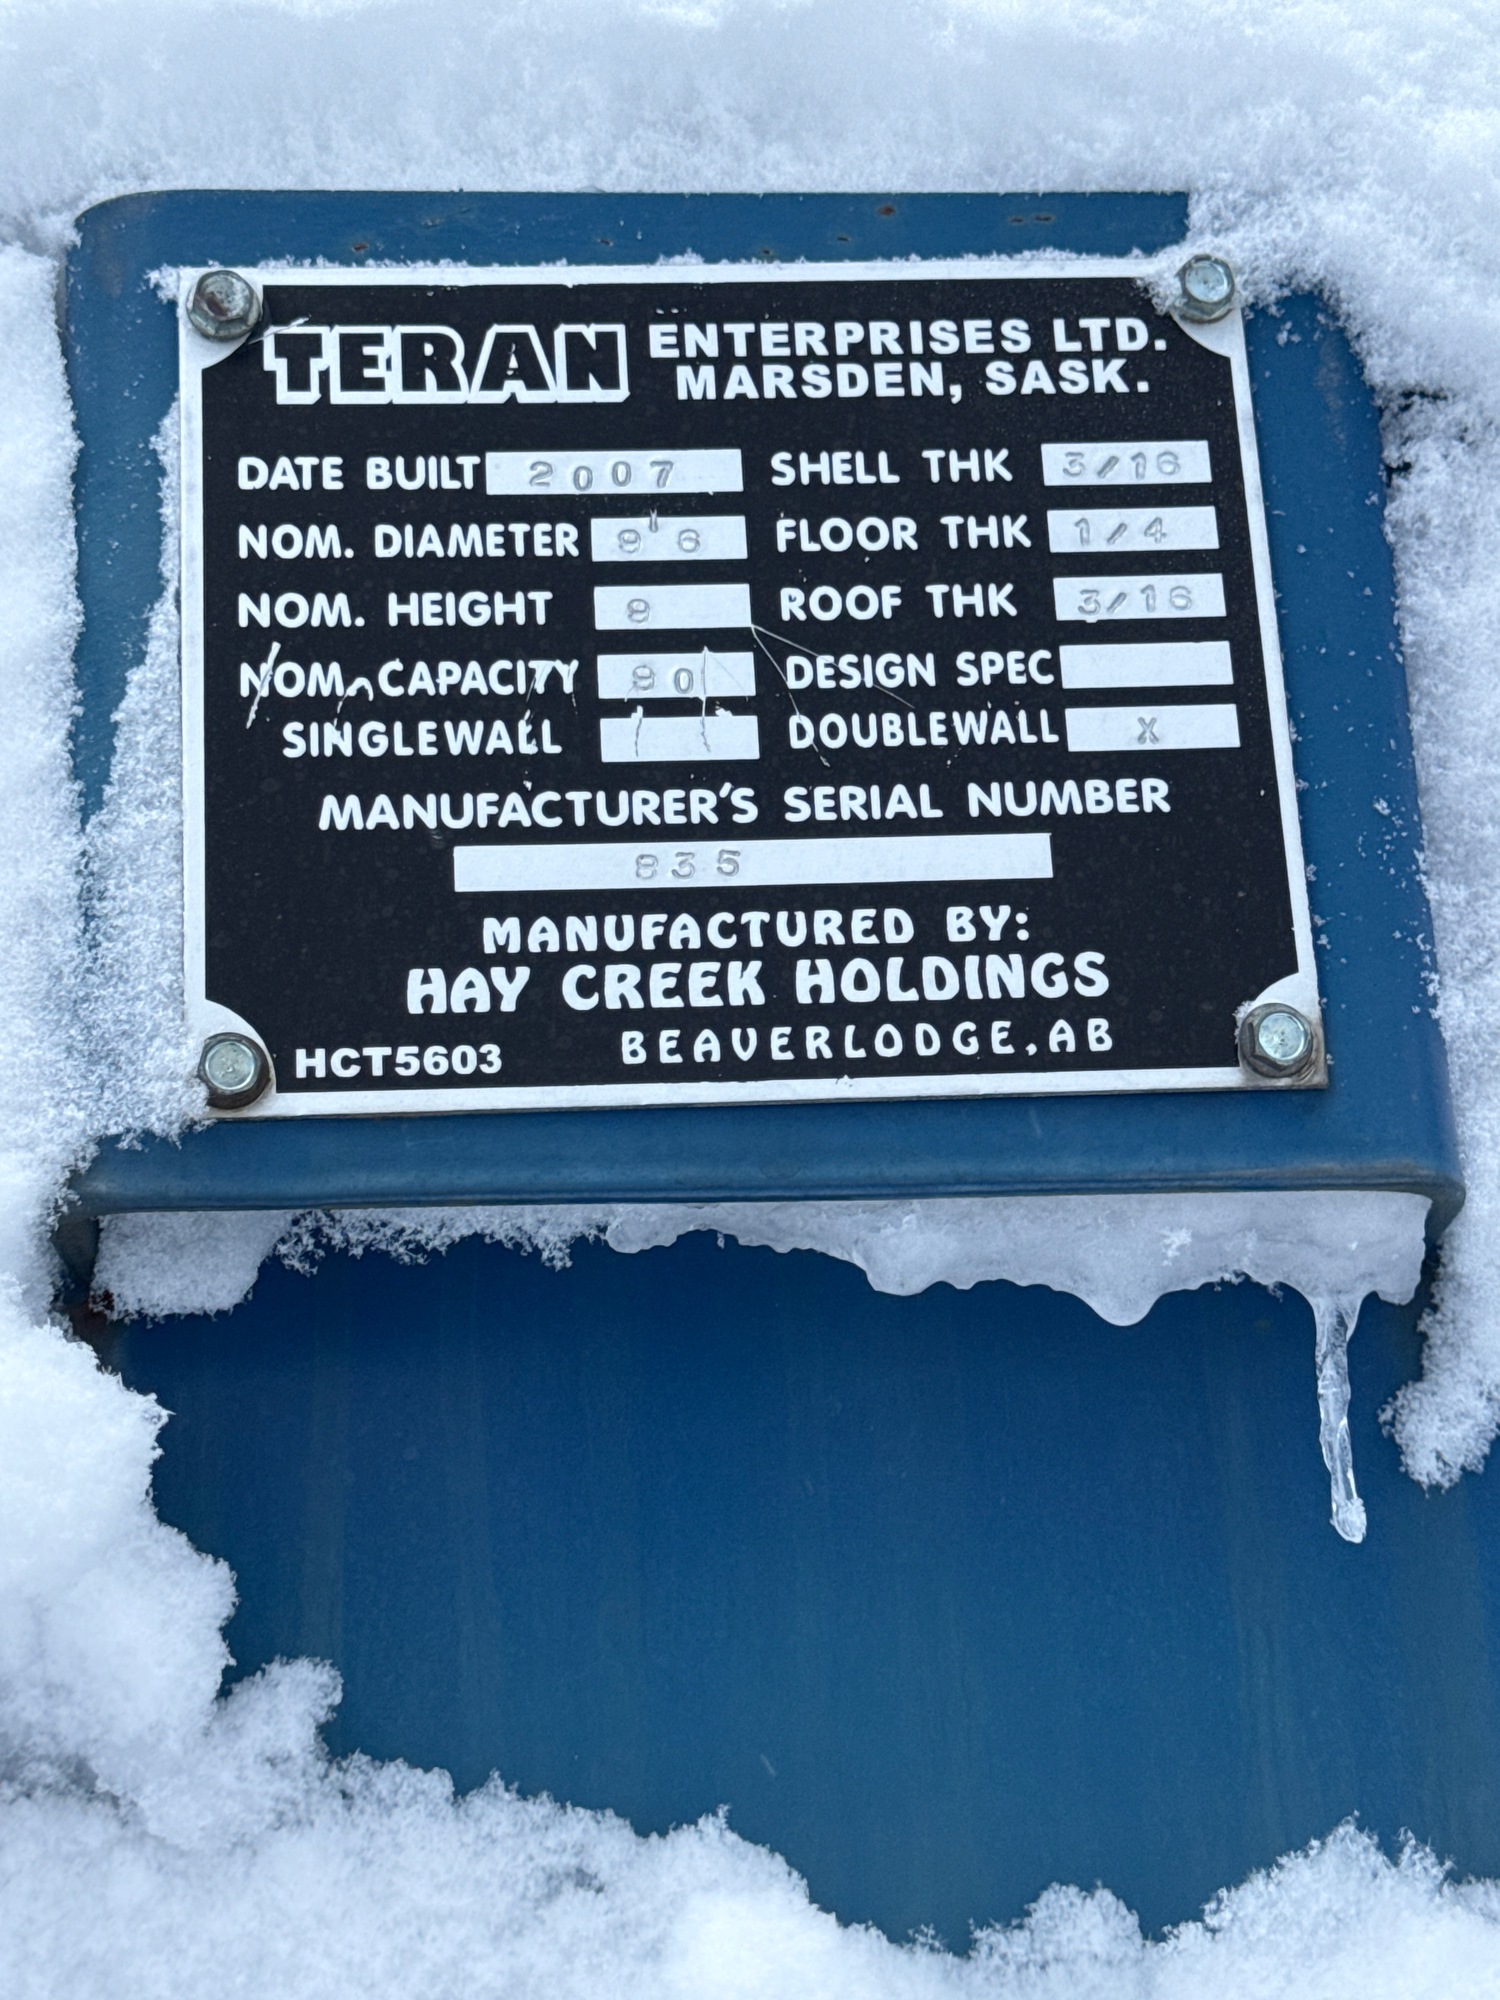 TERAN ENTERPRISES LTD.
MARSDEN, SASK.
DATE BUILT 2007 SHELL THK 3/16
NOM. DIAMETER 9'6 FLOOR THK 1/4
NOM. HEIGHT 8 ROOF THK 3/16
NOM. CAPACITY 90 DESIGN SPEC
SINGLEWALL DOUBLEWALL X
MANUFACTURER'S SERIAL NUMBER
835
MANUFACTURED BY:
HAY CREEK HOLDINGS
HCT5603 BEAVERLODGE, AB